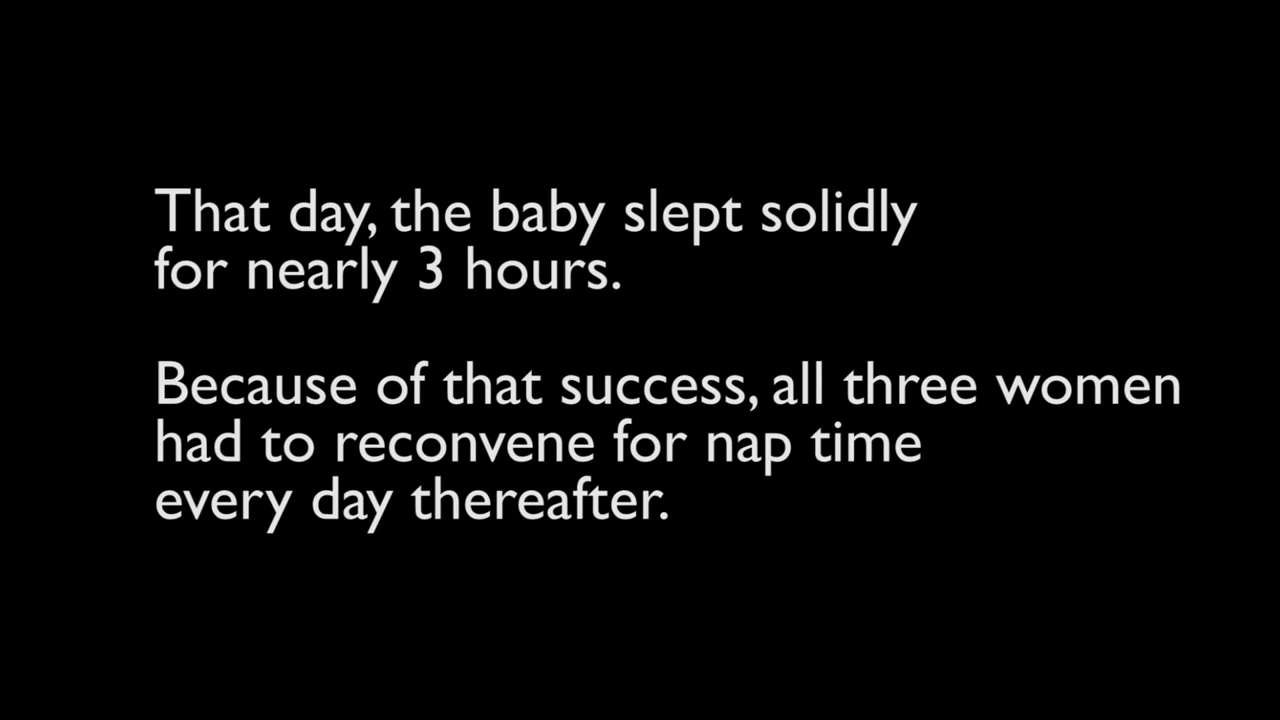 That day, the baby slept solidly
for nearly 3 hours.
Because of that success, all three women
had to reconvene for nap time
every day thereafter.